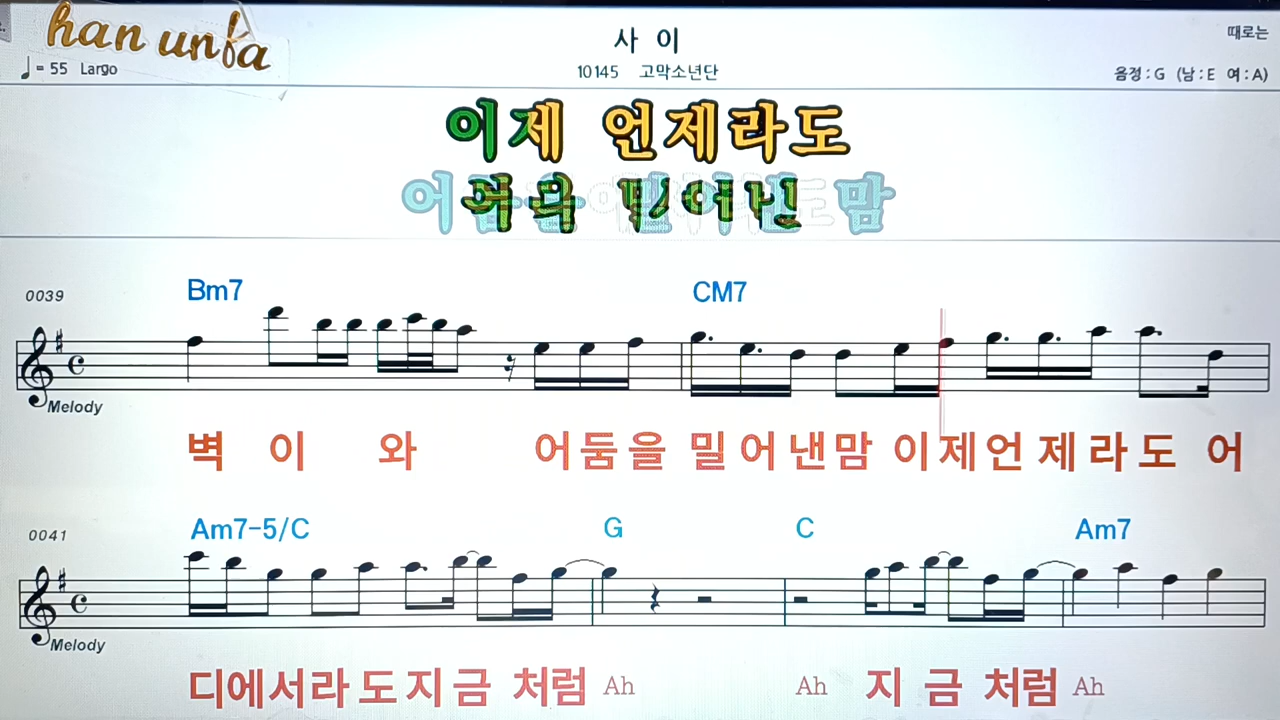 han unfa
사 이
때로는
♩= 55 Largo
10145 고막소년단
음정 : G (남 : E 여 : A)
이제 언제라도
0039
Bm7 CM7
Melody
벽 이 와 어둠을 밀어낸맘 이제언제라도 어
0041
Am7-5/C G C Am7
Melody
디에서라도지금 처럼 Ah Ah 지금 처럼 Ah